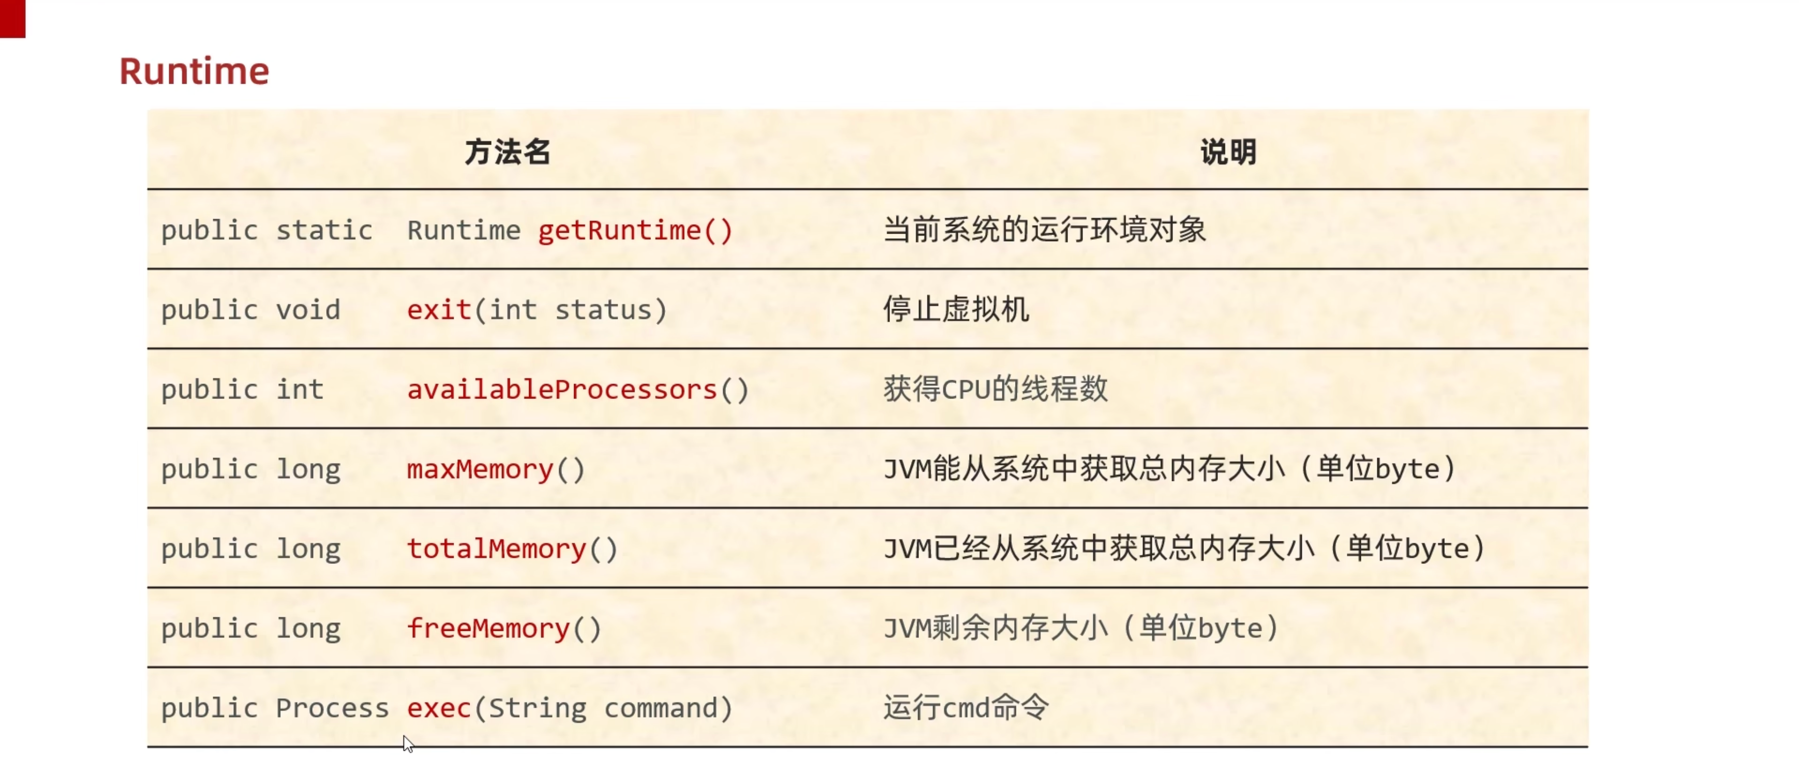 Runtime
方法名 说明
public static Runtime getRuntime() 当前系统的运行环境对象
public void exit(int status) 停止虚拟机
public int availableProcessors() 获得CPU的线程数
public long maxMemory() JVM能从系统中获取总内存大小（单位byte）
public long totalMemory() JVM已经从系统中获取总内存大小（单位byte）
public long freeMemory() JVM剩余内存大小（单位byte）
public Process exec(String command) 运行cmd命令